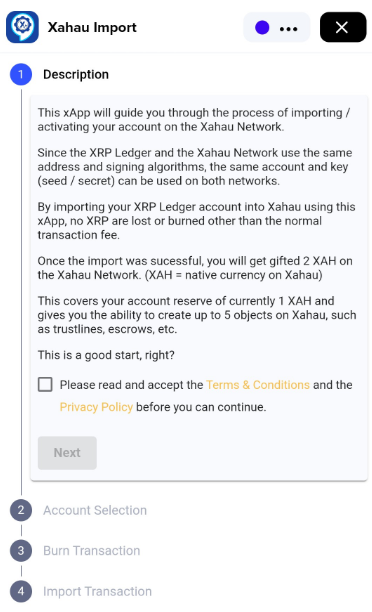 Xahau Import
1
Description
This xApp will guide you through the process of importing /
activating your account on the Xahau Network.
Since the XRP Ledger and the Xahau Network use the same
address and signing algorithms, the same account and key
(seed / secret) can be used on both networks.
By importing your XRP Ledger account into Xahau using this
xApp, no XRP are lost or burned other than the normal
transaction fee.
Once the import was sucessful, you will get gifted 2 XAH on
the Xahau Network. (XAH = native currency on Xahau)
This covers your account reserve of currently 1 XAH and
gives you the ability to create up to 5 objects on Xahau, such
as trustlines, escrows, etc.
This is a good start, right?
Please read and accept the Terms & Conditions and the
Privacy Policy before you can continue.
Next
2
Account Selection
3
Burn Transaction
4
Import Transaction